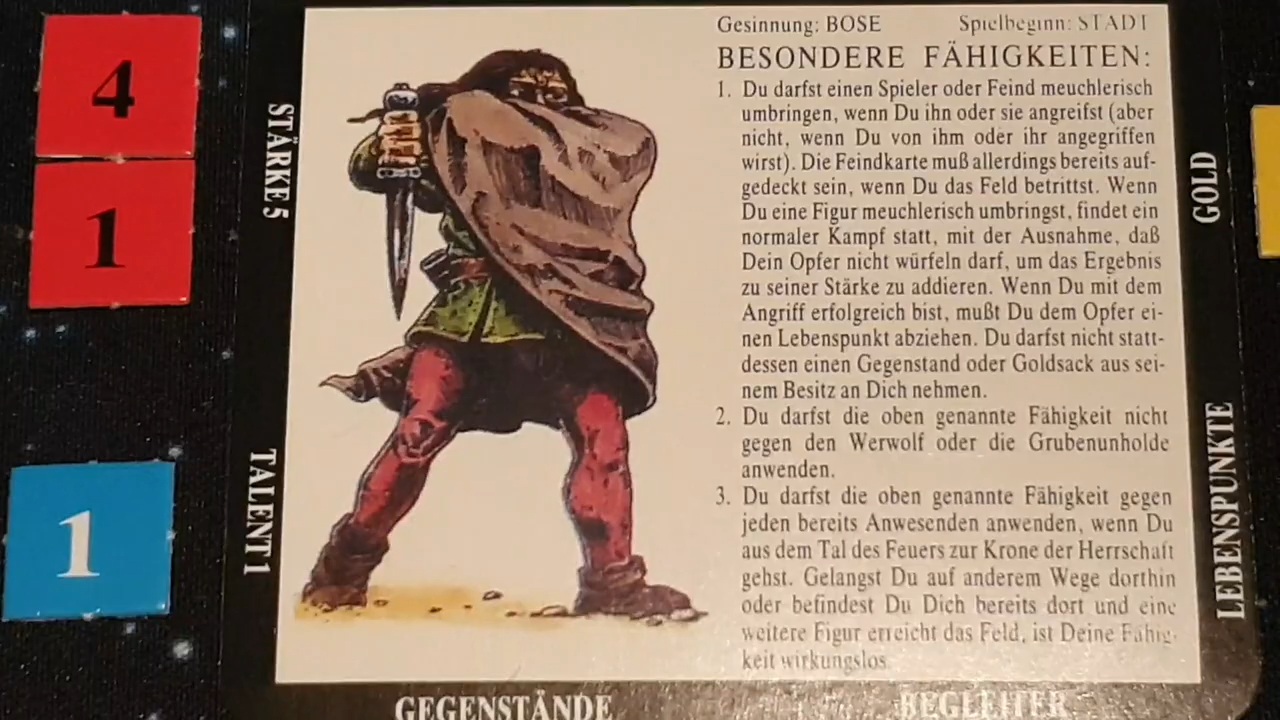 4
1
1
STÄRKE 5
TALENT 1
Gesinnung: BÖSE Spielbeginn: STADT
BESONDERE FÄHIGKEITEN:
1. Du darfst einen Spieler oder Feind meuchlerisch
umbringen, wenn Du ihn oder sie angreifst (aber
nicht, wenn Du von ihm oder ihr angegriffen
wirst). Die Feindkarte muß allerdings bereits auf-
gedeckt sein, wenn Du das Feld betrittst. Wenn
Du eine Figur meuchlerisch umbringst, findet ein
normaler Kampf statt, mit der Ausnahme, daß
Dein Opfer nicht würfeln darf, um das Ergebnis
zu seiner Stärke zu addieren. Wenn Du mit dem
Angriff erfolgreich bist, mußt Du dem Opfer ei-
nen Lebenspunkt abziehen. Du darfst nicht statt-
dessen einen Gegenstand oder Goldsack aus sei-
nem Besitz an Dich nehmen.
2. Du darfst die oben genannte Fähigkeit nicht
gegen den Werwolf oder die Grubenunholde
anwenden.
3. Du darfst die oben genannte Fähigkeit gegen
jeden bereits Anwesenden anwenden, wenn Du
aus dem Tal des Feuers zur Krone der Herrschaft
gehst. Gelangst Du auf anderem Wege dorthin
oder befindest Du Dich bereits dort und eine
weitere Figur erreicht das Feld, ist Deine Fähig-
keit wirkungslos.
GOLD
LEBENSPUNKTE
GEGENSTÄNDE
BEGLEITER